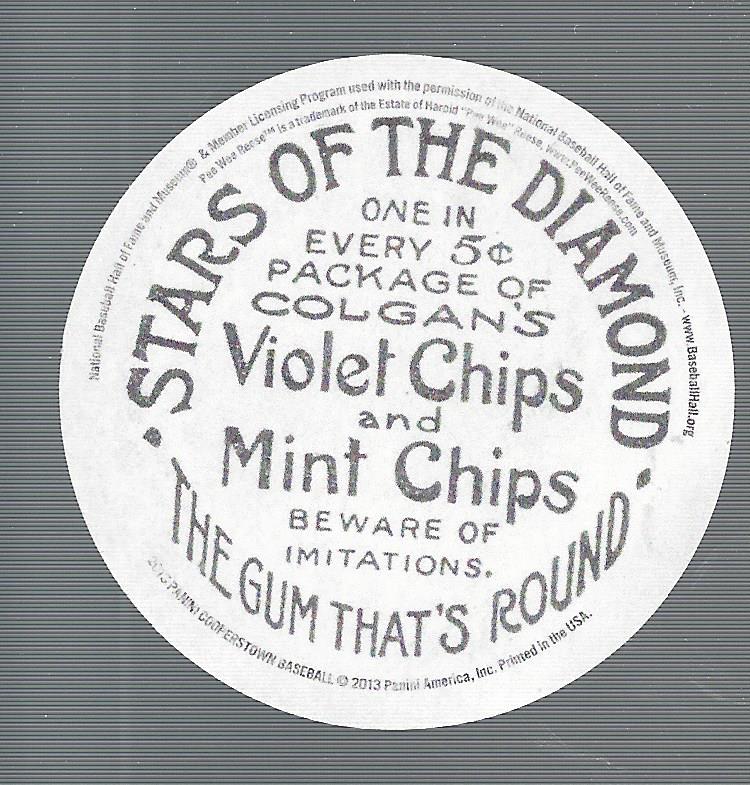 National Baseball Hall of Fame and Museum® & Member Licensing Program used with the permission of the National Baseball Hall of Fame and Museum, Inc. - www.BaseballHall.org
Pee Wee Reese™ is a trademark of the Estate of Harold "Pee Wee" Reese, www.PeeWeeReese.com
• STARS OF THE DIAMOND •
ONE IN
EVERY 5¢
PACKAGE OF
COLGAN'S
Violet Chips
and
Mint Chips
BEWARE OF
IMITATIONS.
THE GUM THAT'S ROUND
2013 PANINI COOPERSTOWN BASEBALL © 2013 Panini America, Inc. Printed in the USA.